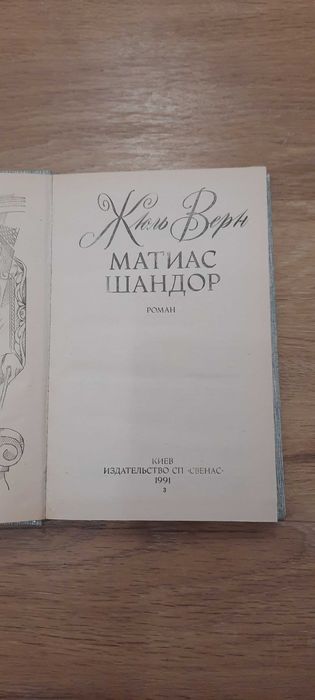 Жюль Верн
МАТИАС
ШАНДОР
РОМАН
КИЕВ
ИЗДАТЕЛЬСТВО СП «СВЕНАС»
1991
3